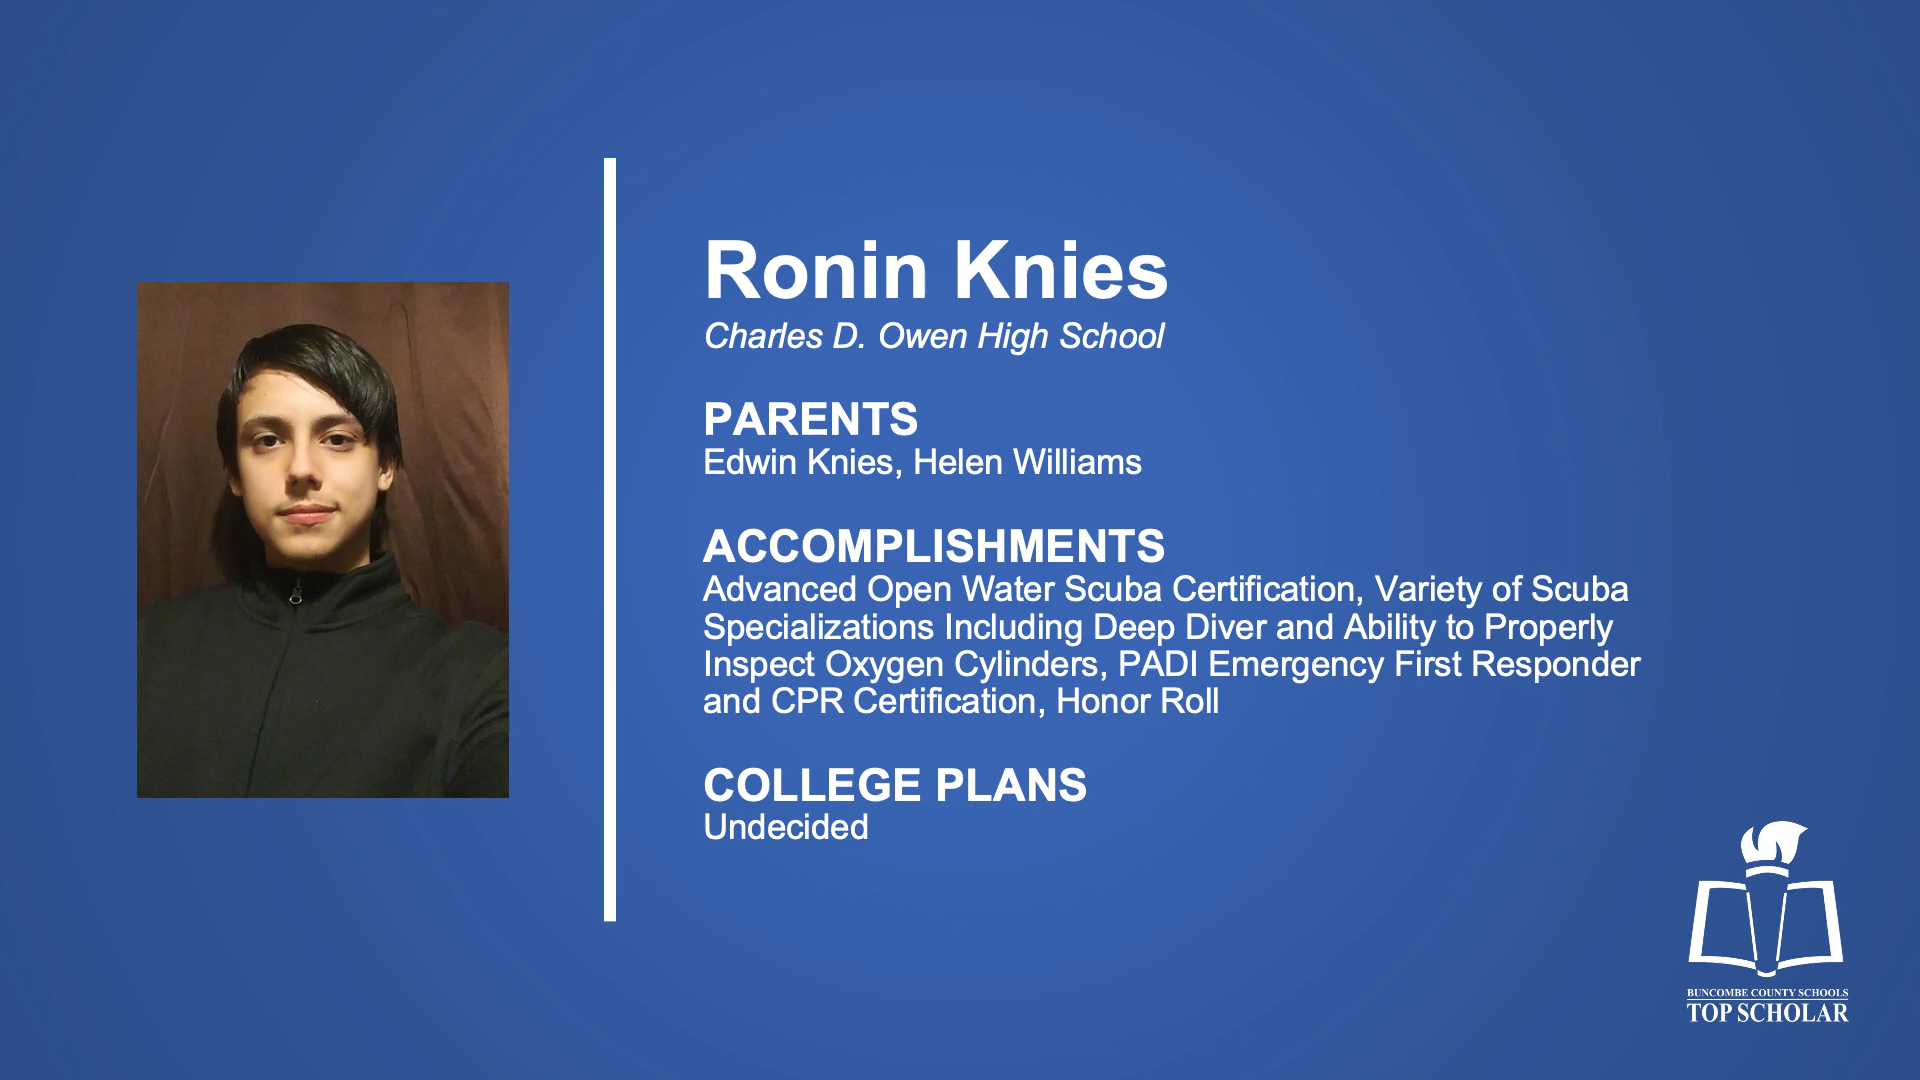 Ronin Knies
Charles D. Owen High School
PARENTS
Edwin Knies, Helen Williams
ACCOMPLISHMENTS
Advanced Open Water Scuba Certification, Variety of Scuba
Specializations Including Deep Diver and Ability to Properly
Inspect Oxygen Cylinders, PADI Emergency First Responder
and CPR Certification, Honor Roll
COLLEGE PLANS
Undecided
BUNCOMBE COUNTY SCHOOLS
TOP SCHOLAR